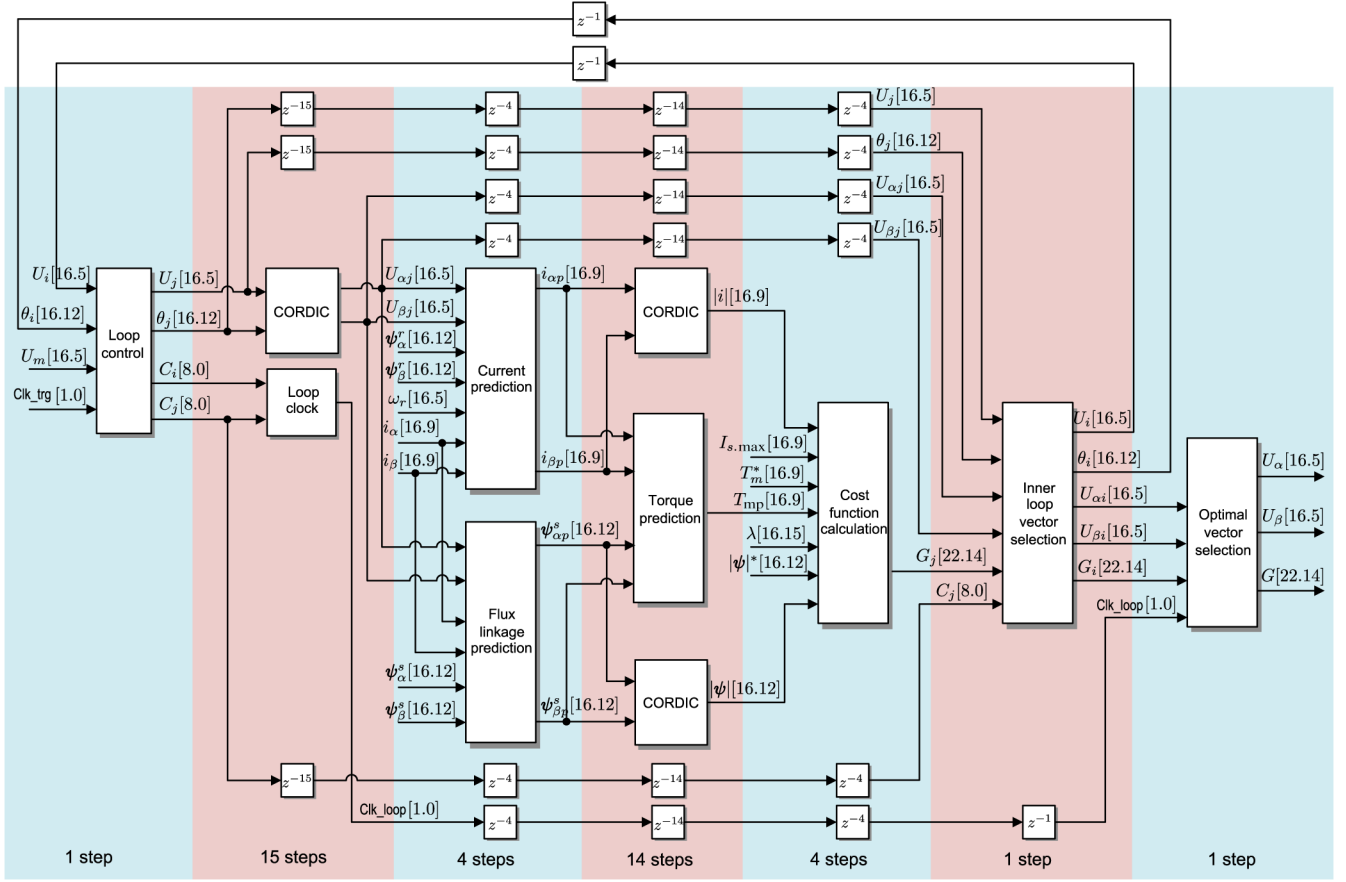 z⁻¹
z⁻¹
z⁻¹⁵ z⁻⁴ z⁻¹⁴ z⁻⁴ U_j[16.5]
z⁻¹⁵ z⁻⁴ z⁻¹⁴ z⁻⁴ θ_j[16.12]
z⁻⁴ z⁻¹⁴ z⁻⁴ U_{αj}[16.5]
z⁻⁴ z⁻¹⁴ z⁻⁴ U_{βj}[16.5]
U_i[16.5]
θ_i[16.12]
U_m[16.5]
Clk_trg [1.0]
Loop
control
U_j[16.5]
θ_j[16.12]
C_i[8.0]
C_j[8.0]
CORDIC
Loop
clock
U_{αj}[16.5]
U_{βj}[16.5]
ψ^r_α[16.12]
ψ^r_β[16.12]
ω_r[16.5]
i_α[16.9]
i_β[16.9]
Current
prediction
i_{αp}[16.9]
i_{βp}[16.9]
ψ^s_α[16.12]
ψ^s_β[16.12]
Flux
linkage
prediction
ψ^s_{αp}[16.12]
ψ^s_{βp}[16.12]
CORDIC
|i|[16.9]
Torque
prediction
CORDIC
|ψ|[16.12]
I_{s.max}[16.9]
T^*_m[16.9]
T_{mp}[16.9]
λ[16.15]
|ψ|^*[16.12]
Cost
function
calculation
G_j[22.14]
C_j[8.0]
Inner
loop
vector
selection
U_i[16.5]
θ_i[16.12]
U_{αi}[16.5]
U_{βi}[16.5]
G_i[22.14]
Clk_loop [1.0]
Optimal
vector
selection
U_α[16.5]
U_β[16.5]
G[22.14]
z⁻¹⁵ z⁻⁴ z⁻¹⁴ z⁻⁴
Clk_loop [1.0] z⁻⁴ z⁻¹⁴ z⁻⁴ z⁻¹
1 step 15 steps 4 steps 14 steps 4 steps 1 step 1 step